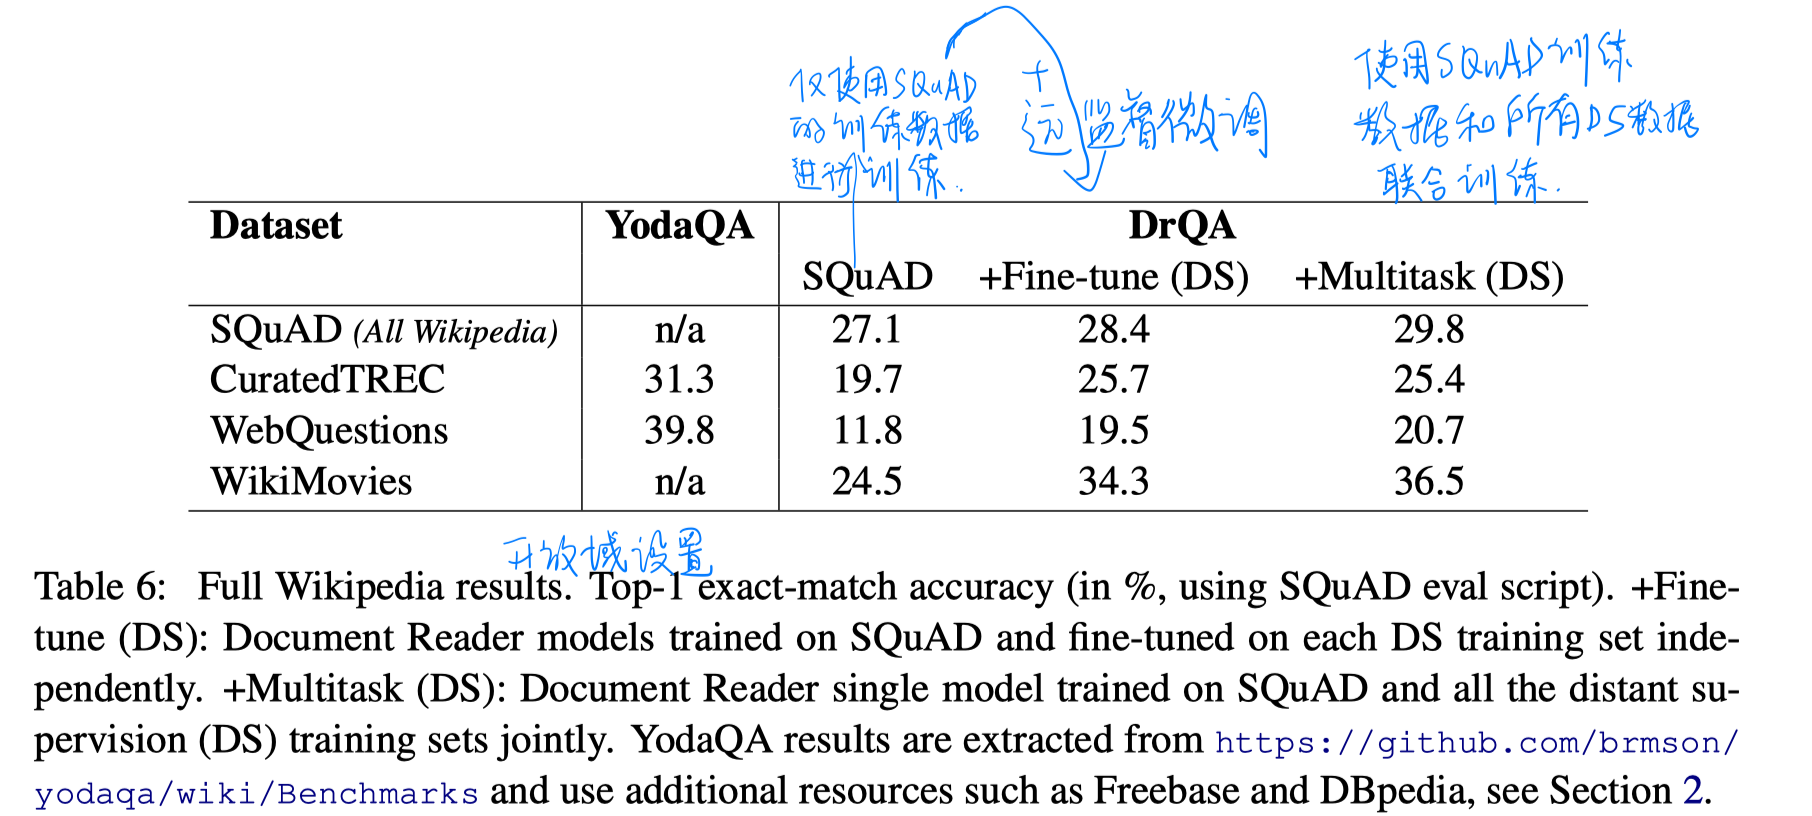 仅使用SQuAD
的训练数据
进行训练.
+
远监督微调
使用SQuAD训练
数据和所有DS数据
联合训练.
Dataset YodaQA DrQA
SQuAD +Fine-tune (DS) +Multitask (DS)
SQuAD (All Wikipedia) n/a 27.1 28.4 29.8
CuratedTREC 31.3 19.7 25.7 25.4
WebQuestions 39.8 11.8 19.5 20.7
WikiMovies n/a 24.5 34.3 36.5
开放域设置
Table 6: Full Wikipedia results. Top-1 exact-match accuracy (in %, using SQuAD eval script). +Fine-
tune (DS): Document Reader models trained on SQuAD and fine-tuned on each DS training set inde-
pendently. +Multitask (DS): Document Reader single model trained on SQuAD and all the distant su-
pervision (DS) training sets jointly. YodaQA results are extracted from https://github.com/brmson/
yodaqa/wiki/Benchmarks and use additional resources such as Freebase and DBpedia, see Section 2.